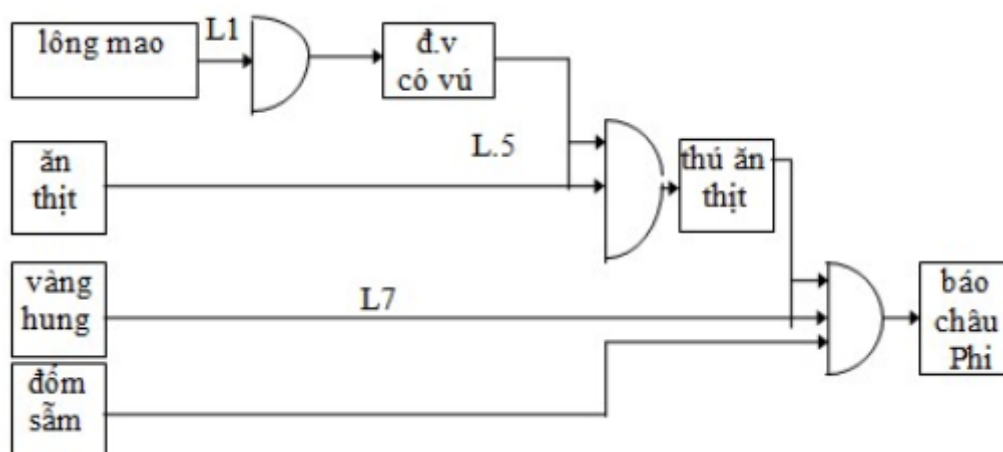 lông mao
L1
đ.v
có vú
ăn
thịt
L.5
thú ăn
thịt
vàng
hung
L7
báo
châu
Phi
đốm
sẫm